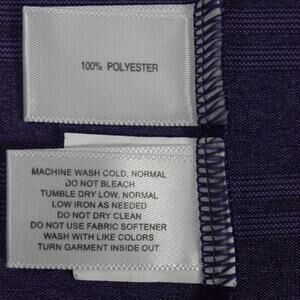 100% POLYESTER
MACHINE WASH COLD, NORMAL
DO NOT BLEACH
TUMBLE DRY LOW, NORMAL
LOW IRON AS NEEDED
DO NOT DRY CLEAN
DO NOT USE FABRIC SOFTENER
WASH WITH LIKE COLORS
TURN GARMENT INSIDE OUT